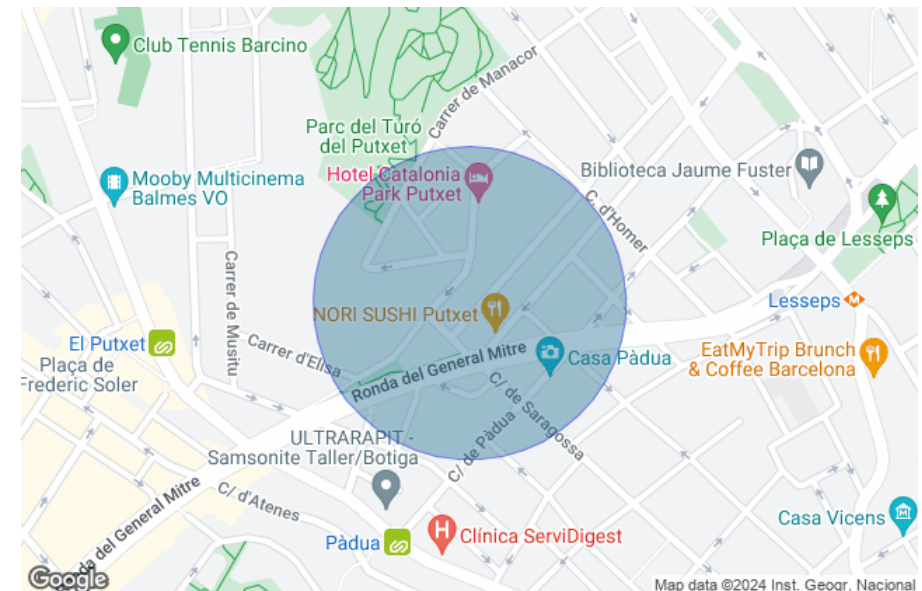 Club Tennis Barcino
Carrer de Manacor
Parc del Turó
del Putxet
Hotel Catalonia
Park Putxet
Biblioteca Jaume Fuster
Mooby Multicinema
Balmes VO
C. d'Homer
Plaça de Lesseps
Carrer de Musitu
Lesseps
M
NORI SUSHI Putxet
El Putxet
Carrer d'Elisa
Casa Pàdua
Plaça de
Frederic Soler
EatMyTrip Brunch
& Coffee Barcelona
Ronda del General Mitre
C/ de Saragossa
C/ de Pàdua
ULTRARAPIT -
Samsonite Taller/Botiga
C/ d'Atenes
Ronda del General Mitre
Casa Vicens
Pàdua
H
Clínica ServiDigest
Google
Map data ©2024 Inst. Geogr. Nacional